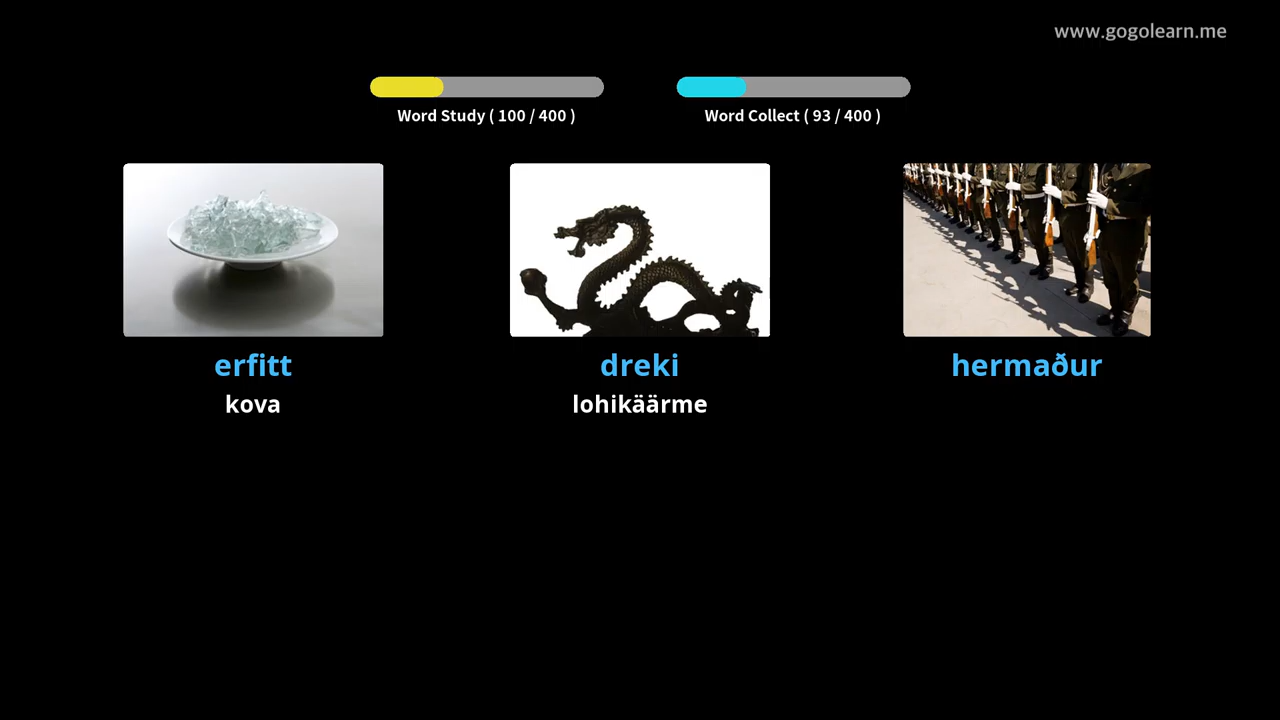 www.gogolearn.me
Word Study ( 100 / 400 )
Word Collect ( 93 / 400 )
erfitt
dreki
hermaður
kova
lohikäärme